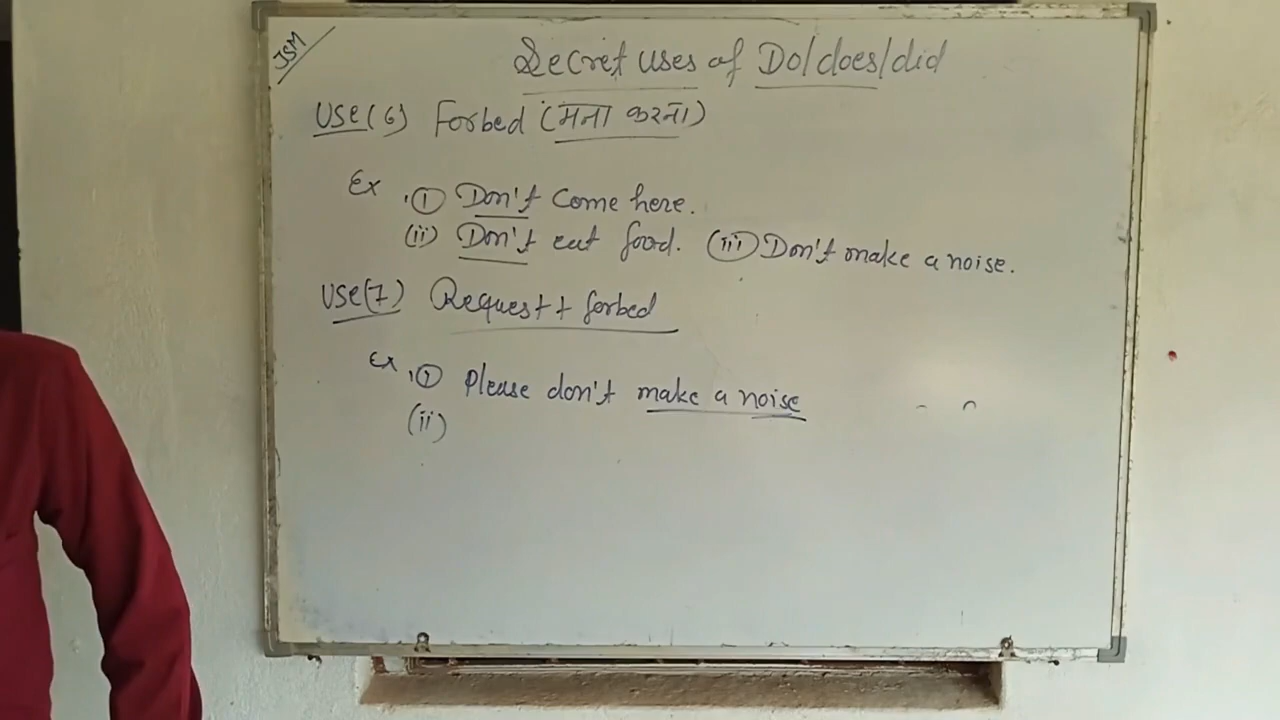 JSM
Secret uses of Do/does/did
USE(6) Forbed (मना करना)
Ex. (i) Don't come here.
(ii) Don't eat food. (iii) Don't make a noise.
USE(7) Request + forbed
Ex. (i) Please don't make a noise
(ii)